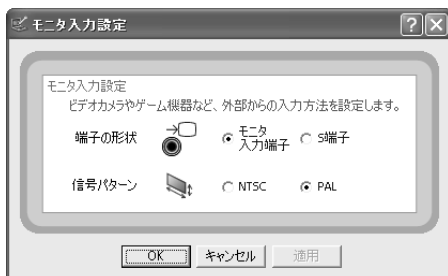 モニタ入力設定
モニタ入力設定
ビデオカメラやゲーム機器など、外部からの入力方法を設定します。
端子の形状
モニタ
入力端子
S端子
信号パターン
NTSC
PAL
OK
キャンセル
適用